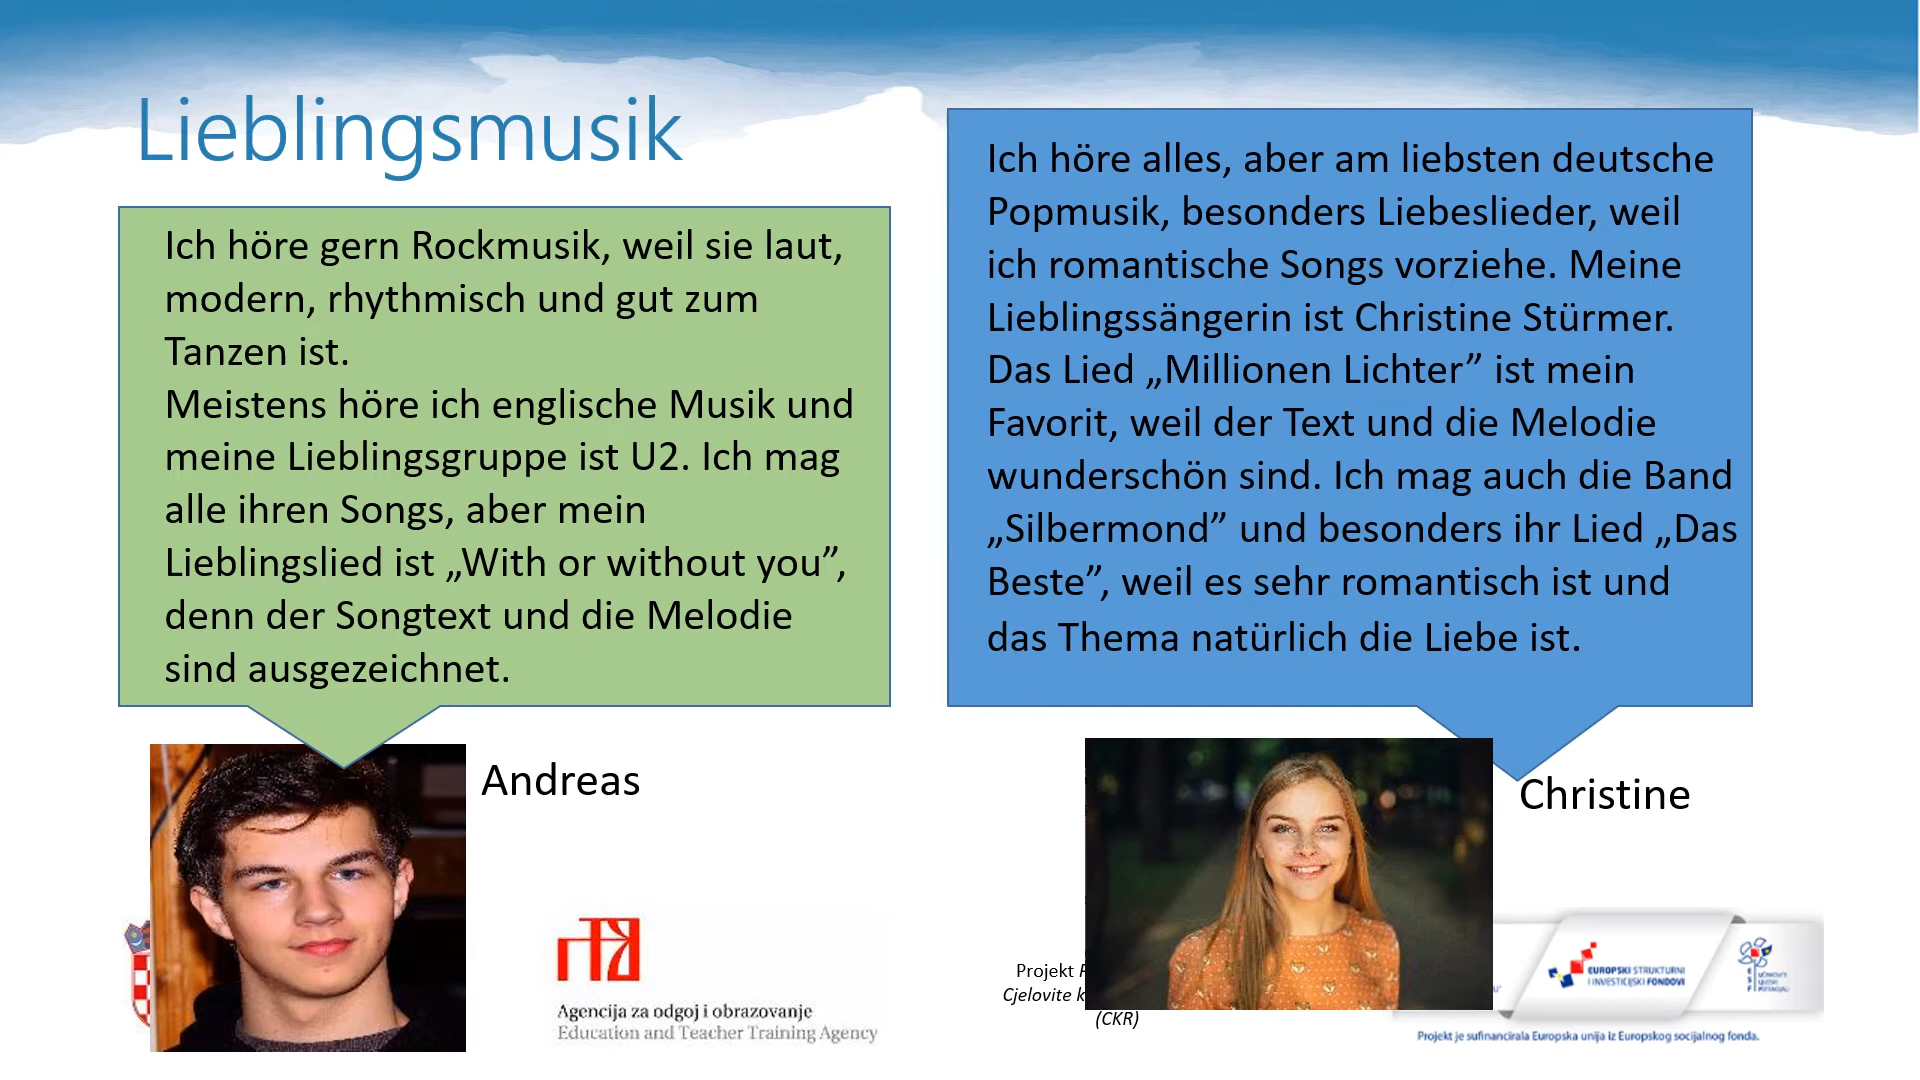 Lieblingsmusik
Ich höre gern Rockmusik, weil sie laut,
modern, rhythmisch und gut zum
Tanzen ist.
Meistens höre ich englische Musik und
meine Lieblingsgruppe ist U2. Ich mag
alle ihren Songs, aber mein
Lieblingslied ist „With or without you”,
denn der Songtext und die Melodie
sind ausgezeichnet.
Andreas
Ich höre alles, aber am liebsten deutsche
Popmusik, besonders Liebeslieder, weil
ich romantische Songs vorziehe. Meine
Lieblingssängerin ist Christine Stürmer.
Das Lied „Millionen Lichter” ist mein
Favorit, weil der Text und die Melodie
wunderschön sind. Ich mag auch die Band
„Silbermond” und besonders ihr Lied „Das
Beste”, weil es sehr romantisch ist und
das Thema natürlich die Liebe ist.
Christine
Agencija za odgoj i obrazovanje
Education and Teacher Training Agency
Projekt
Cjelovite k
(CKR)
EUROPSKI STRUKTURNI
I INVESTICIJSKI FONDOVI
Projekt je sufinancirala Europska unija iz Europskog socijalnog fonda.